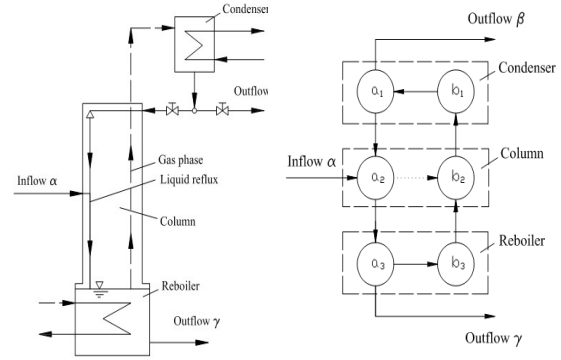 Condenser
Outflow
Gas phase
Liquid reflux
Inflow α
Column
Reboiler
Outflow γ
Outflow β
Condenser
a1
b1
Column
Inflow α
a2
b2
Reboiler
a3
b3
Outflow γ